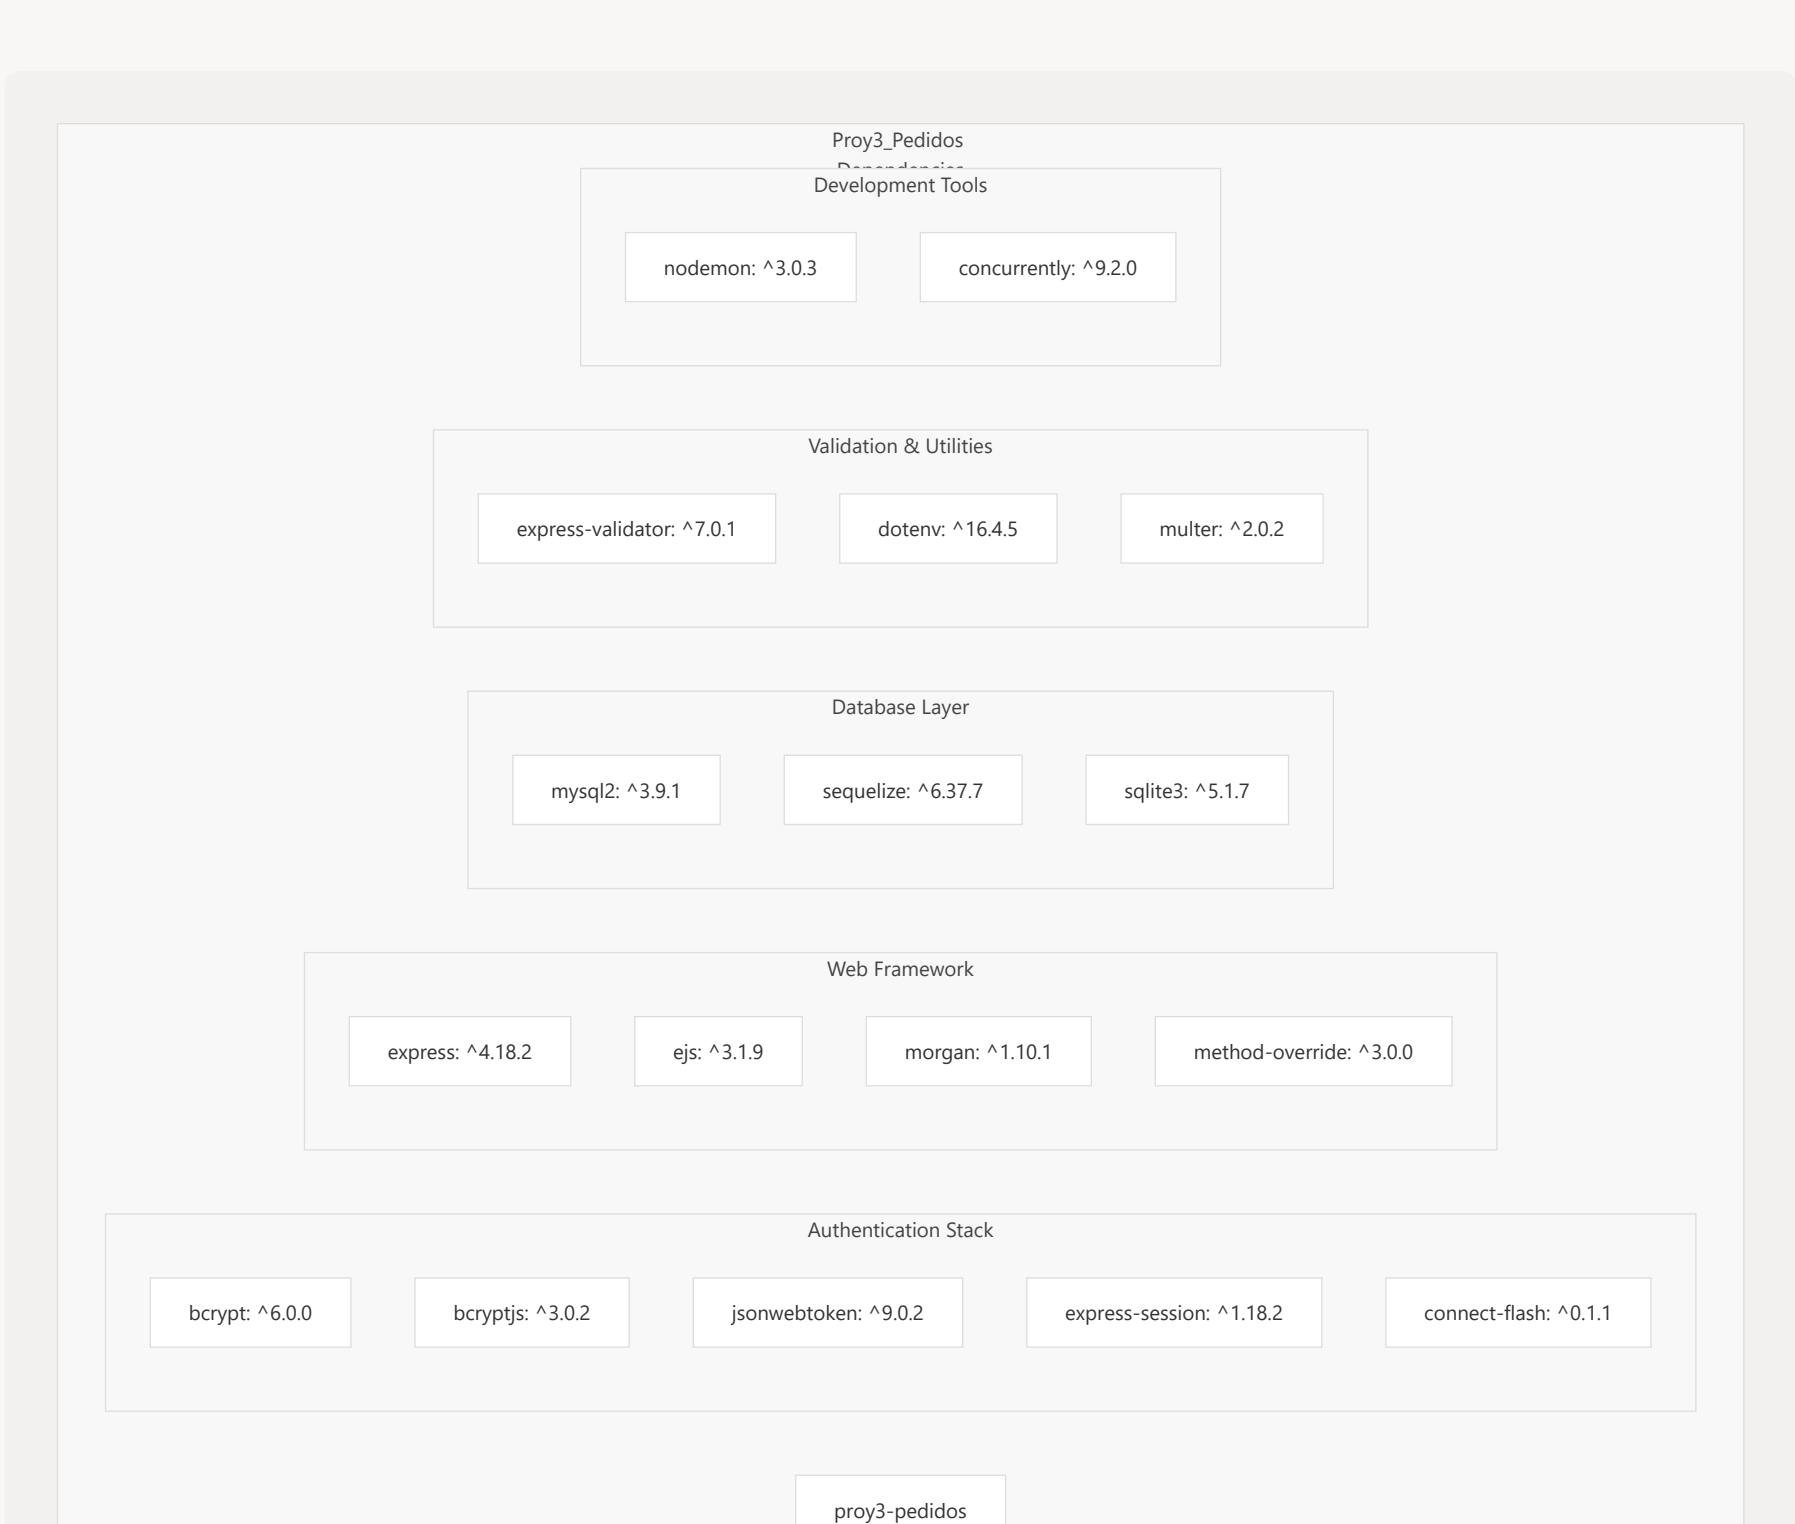 Proy3_Pedidos
Dependencies
Development Tools
nodemon: ^3.0.3
concurrently: ^9.2.0
Validation & Utilities
express-validator: ^7.0.1
dotenv: ^16.4.5
multer: ^2.0.2
Database Layer
mysql2: ^3.9.1
sequelize: ^6.37.7
sqlite3: ^5.1.7
Web Framework
express: ^4.18.2
ejs: ^3.1.9
morgan: ^1.10.1
method-override: ^3.0.0
Authentication Stack
bcrypt: ^6.0.0
bcryptjs: ^3.0.2
jsonwebtoken: ^9.0.2
express-session: ^1.18.2
connect-flash: ^0.1.1
proy3-pedidos